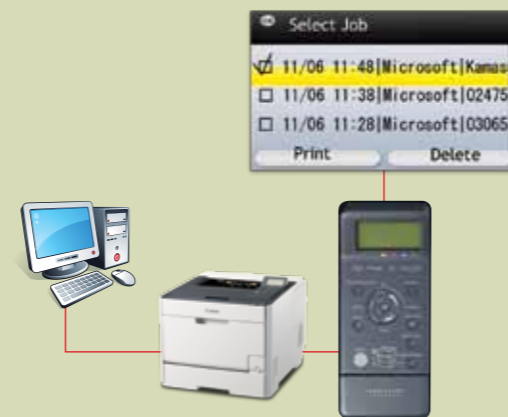 Select Job
11/06 11:48|Microsoft|Kamas
11/06 11:38|Microsoft|02475
11/06 11:28|Microsoft|03065
Print Delete